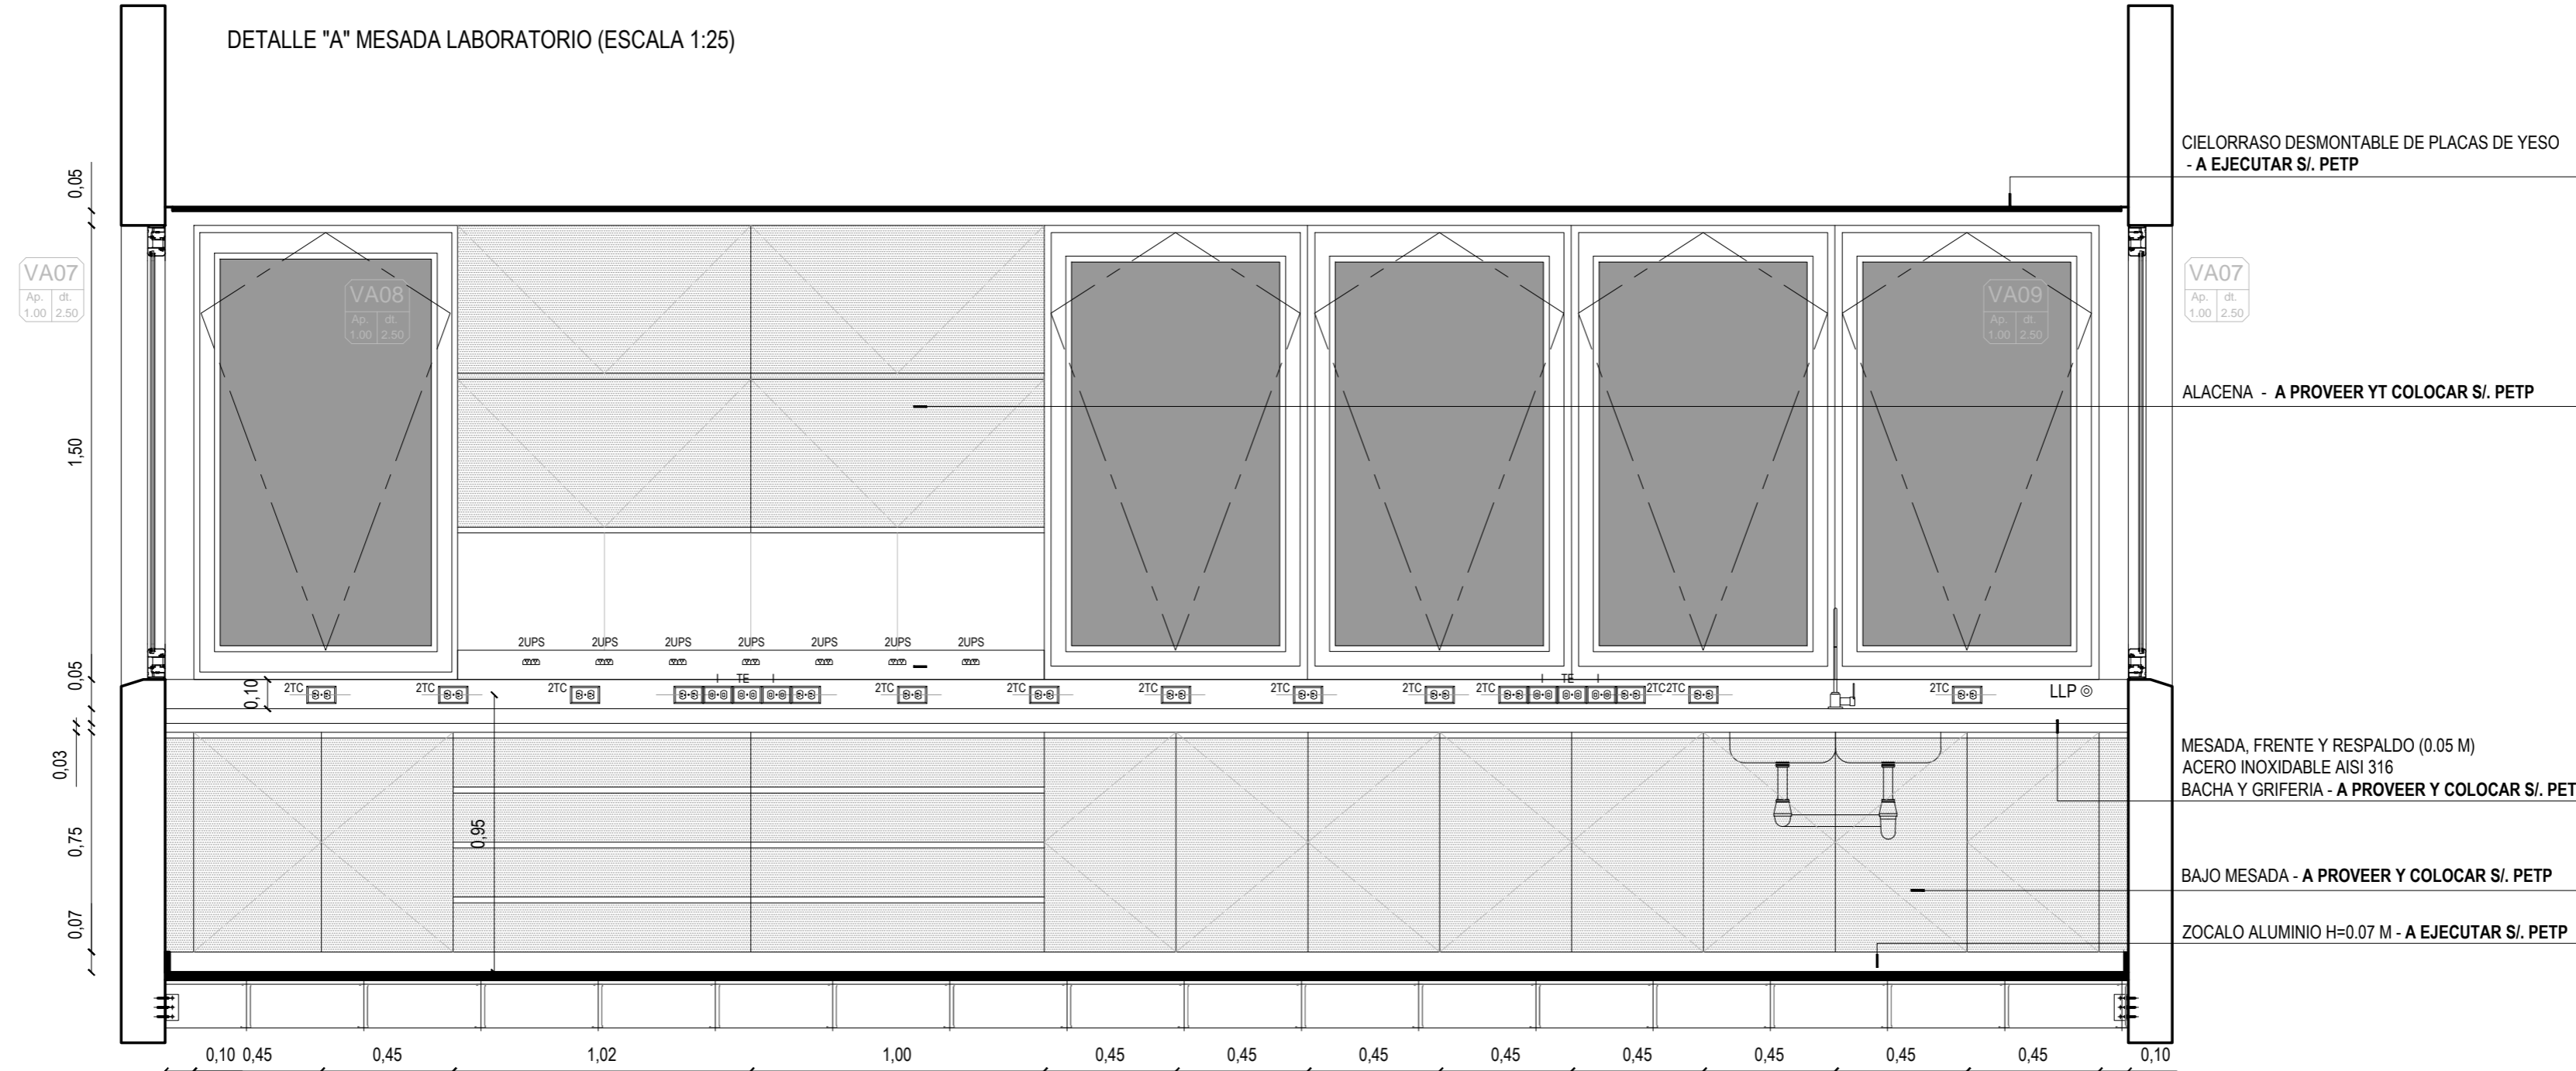 DETALLE "A" MESADA LABORATORIO (ESCALA 1:25)
CIELORRASO DESMONTABLE DE PLACAS DE YESO
- A EJECUTAR S/. PETP
0,05
VA07
Ap. dt.
1.00 2.50
VA08
Ap. dt.
1.00 2.50
VA09
Ap. dt.
1.00 2.50
VA07
Ap. dt.
1.00 2.50
ALACENA - A PROVEER YT COLOCAR S/. PETP
1,50
2UPS 2UPS 2UPS 2UPS 2UPS 2UPS 2UPS
0,05
0,10
TE TE
2TC 2TC 2TC 2TC 2TC 2TC 2TC 2TC 2TC 2TC 2TC 2TC LLP
0,03
MESADA, FRENTE Y RESPALDO (0.05 M)
ACERO INOXIDABLE AISI 316
BACHA Y GRIFERIA - A PROVEER Y COLOCAR S/. PET
0,75
0,95
BAJO MESADA - A PROVEER Y COLOCAR S/. PETP
0,07
ZOCALO ALUMINIO H=0.07 M - A EJECUTAR S/. PETP
0,10 0,45 0,45 1,02 1,00 0,45 0,45 0,45 0,45 0,45 0,45 0,45 0,45 0,10